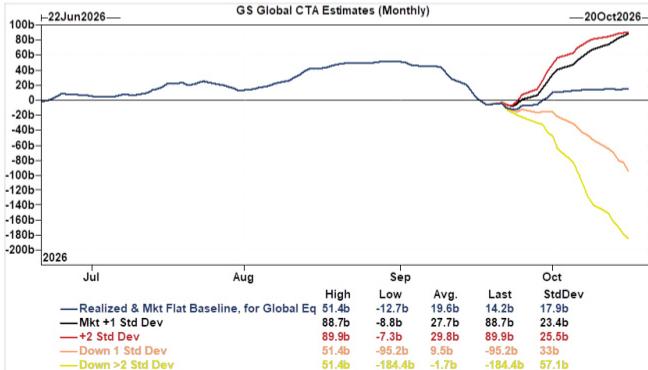 GS Global CTA Estimates (Monthly)
22Jun2026
20Oct2026
100b
80b
60b
40b
20b
0
-20b
-40b
-60b
-80b
-100b
-120b
-140b
-160b
-180b
-200b
2026
Jul Aug Sep Oct
High Low Avg. Last StdDev
Realized & Mkt Flat Baseline, for Global Eq 51.4b -12.7b 19.6b 14.2b 17.9b
Mkt +1 Std Dev 88.7b -8.8b 27.7b 88.7b 23.4b
+2 Std Dev 89.9b -7.3b 29.8b 89.9b 25.5b
Down 1 Std Dev 51.4b -95.2b 9.5b -95.2b 33b
Down >2 Std Dev 51.4b -184.4b -1.7b -184.4b 57.1b